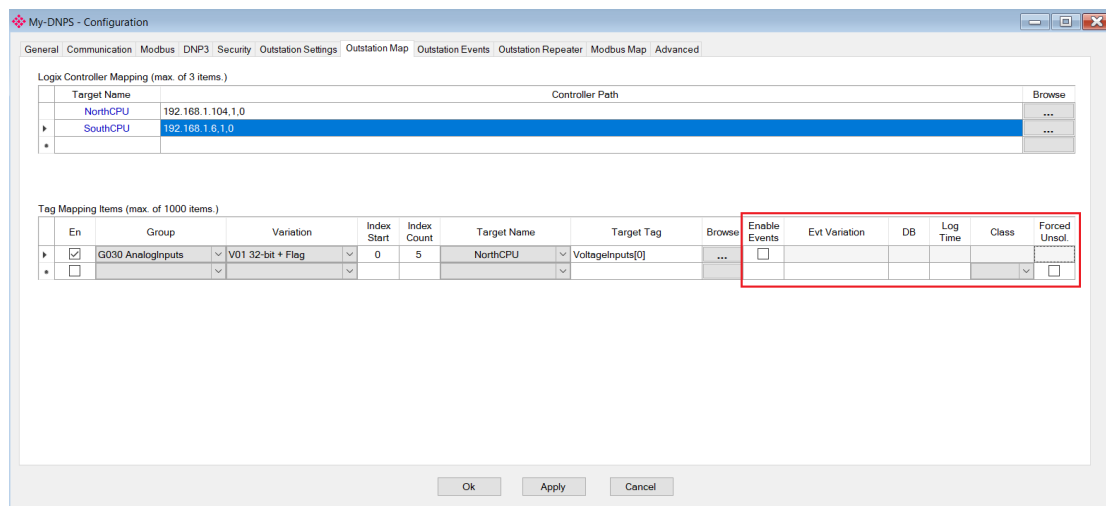 My-DNPS - Configuration
General Communication Modbus DNP3 Security Outstation Settings Outstation Map Outstation Events Outstation Repeater Modbus Map Advanced
Logix Controller Mapping (max. of 3 items.)
Target Name Controller Path Browse
NorthCPU 192.168.1.104,1,0 ...
SouthCPU 192.168.1.6,1,0 ...
Tag Mapping Items (max. of 1000 items.)
En Group Variation Index Start Index Count Target Name Target Tag Browse Enable Events Evt Variation DB Log Time Class Forced Unsol.
G030 AnalogInputs V01 32-bit + Flag 0 5 NorthCPU VoltageInputs[0] ...
Ok Apply Cancel